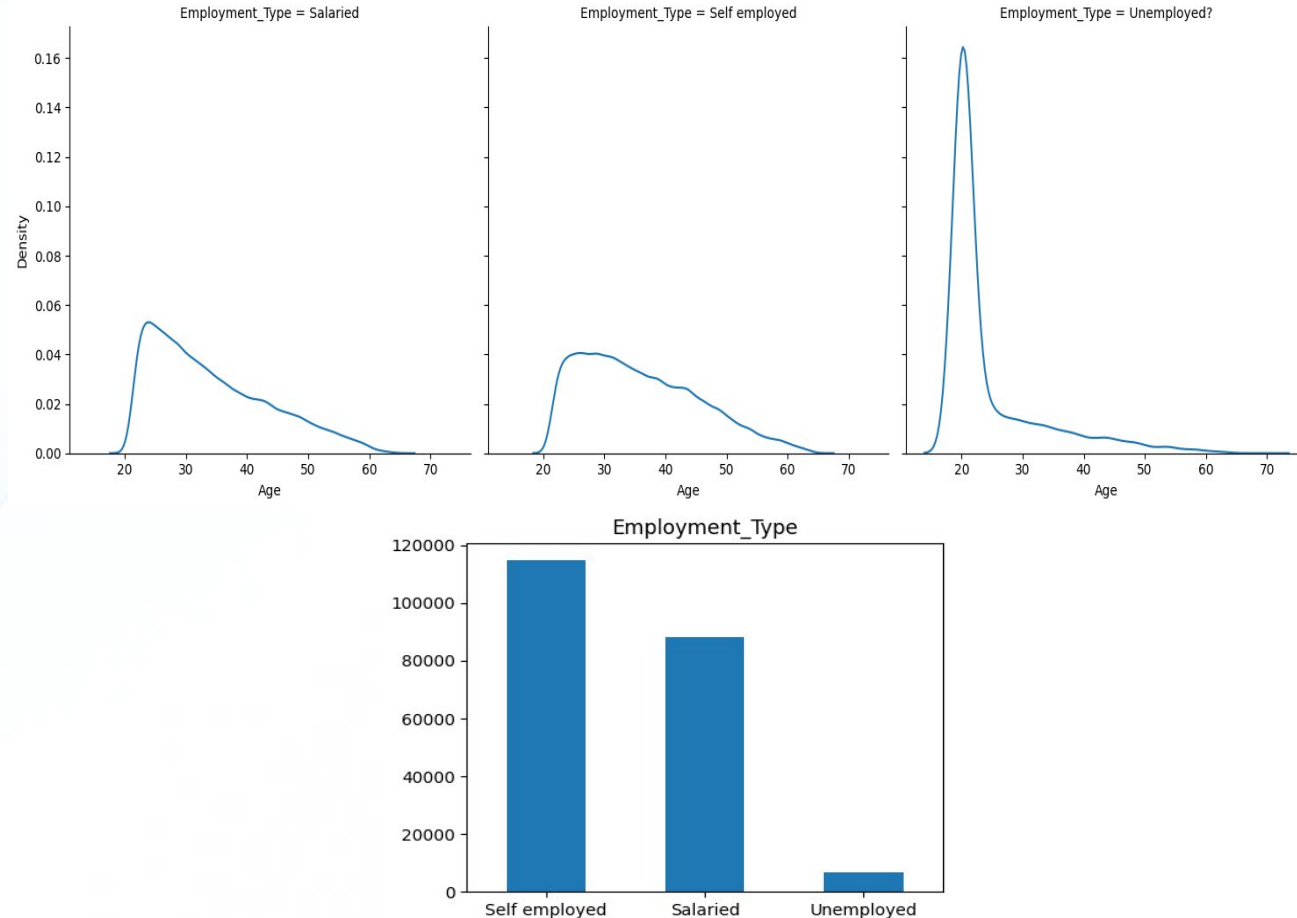 Employment_Type = Salaried
Employment_Type = Self employed
Employment_Type = Unemployed?
Density
0.16
0.14
0.12
0.10
0.08
0.06
0.04
0.02
0.00
20 30 40 50 60 70
20 30 40 50 60 70
20 30 40 50 60 70
Age
Age
Age
Employment_Type
120000
100000
80000
60000
40000
20000
0
Self employed
Salaried
Unemployed